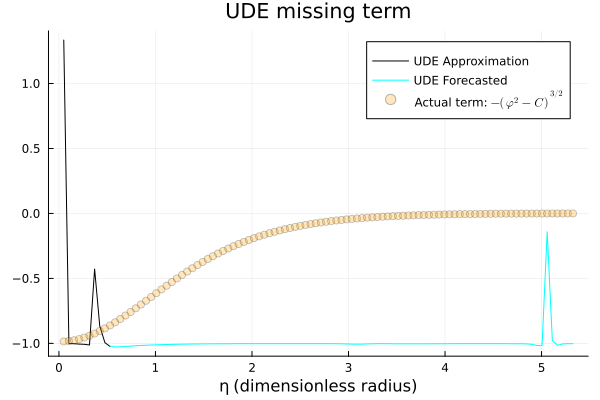 UDE missing term
UDE Approximation
UDE Forecasted
Actual term: −(φ² − C)^{3/2}
1.0
0.5
0.0
−0.5
−1.0
0 1 2 3 4 5
η (dimensionless radius)